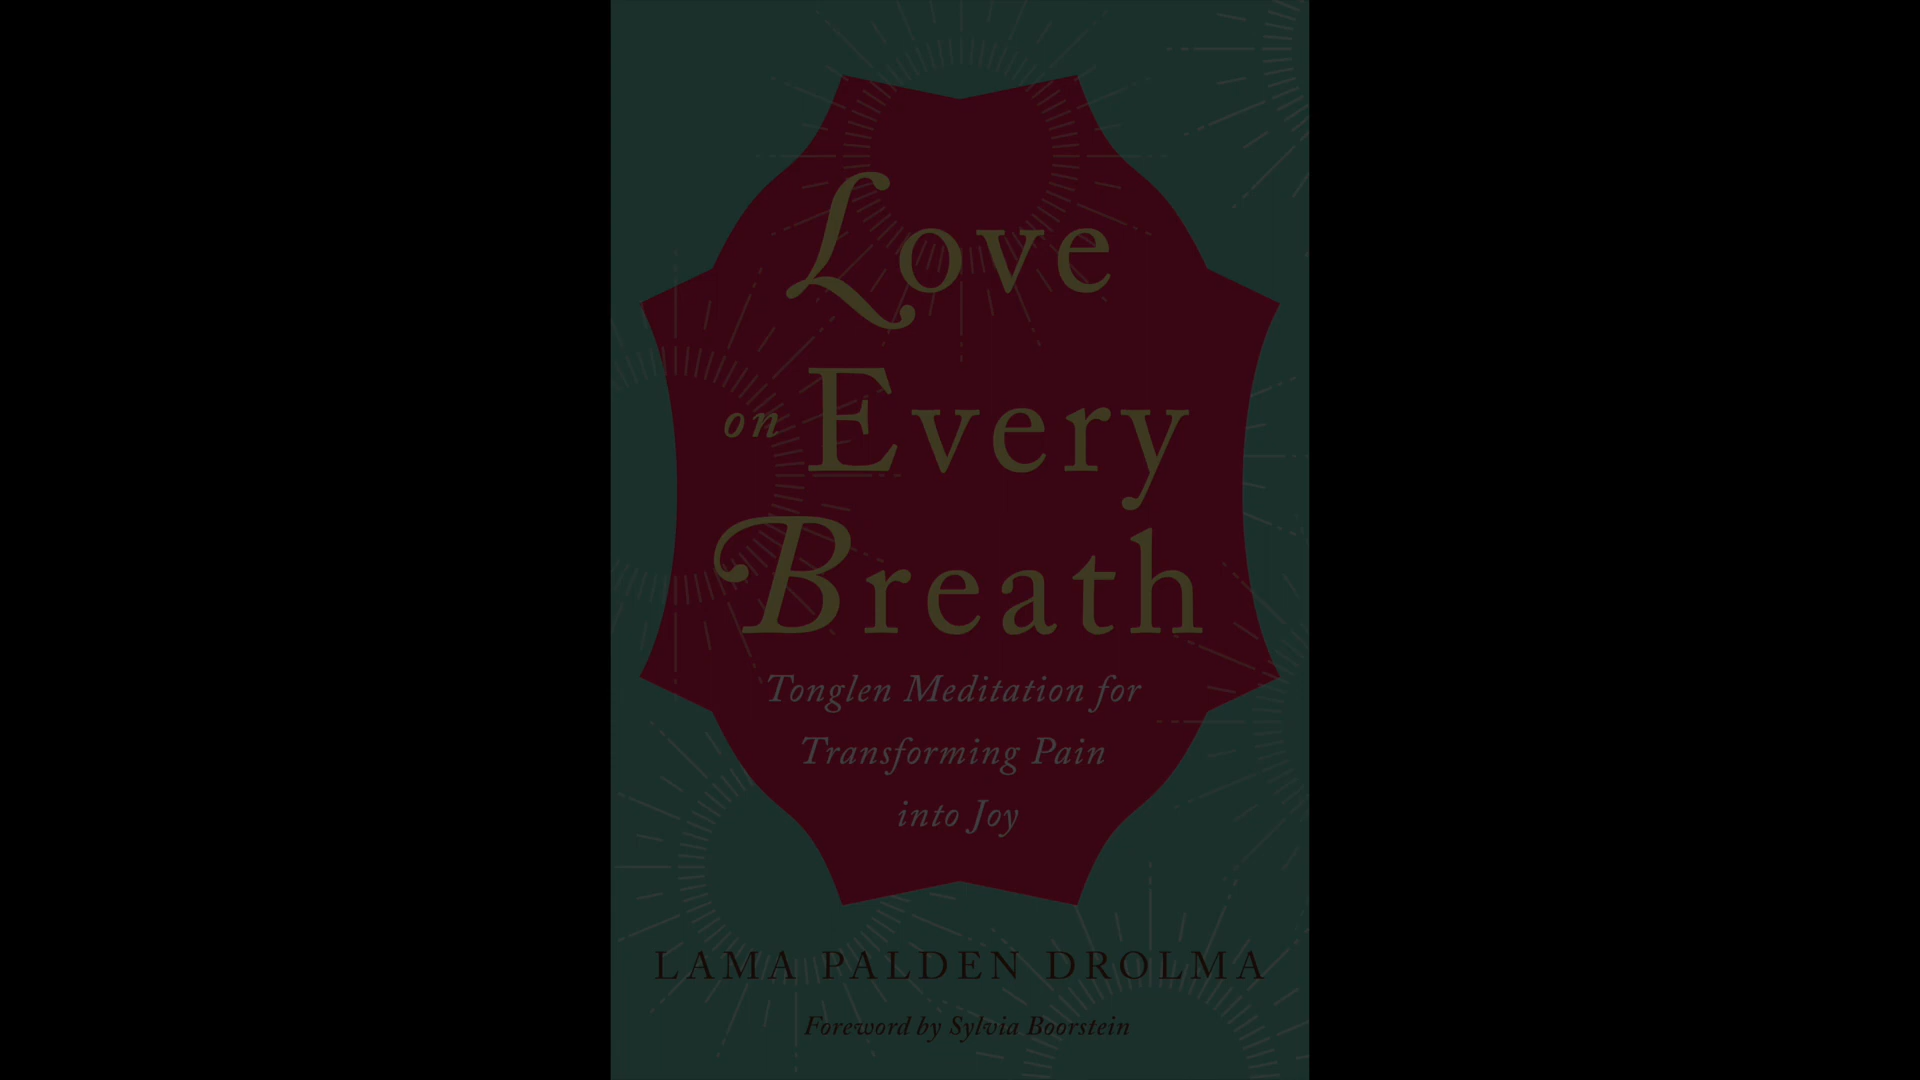 Love
on Every
Breath
Tonglen Meditation for
Transforming Pain
into Joy
LAMA PALDEN DROLMA
Foreword by Sylvia Boorstein